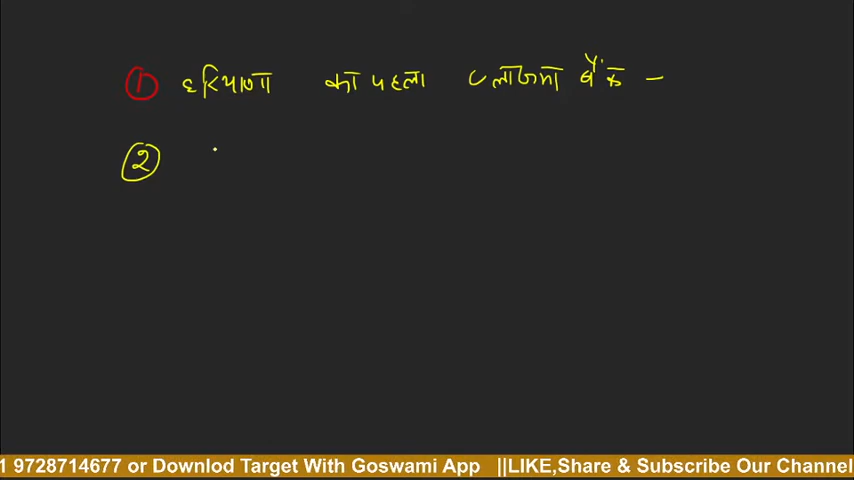 ① हरियाणा का पहला प्लाज्मा बैंक –
②
1 9728714677 or Downlod Target With Goswami App ||LIKE,Share & Subscribe Our Channel